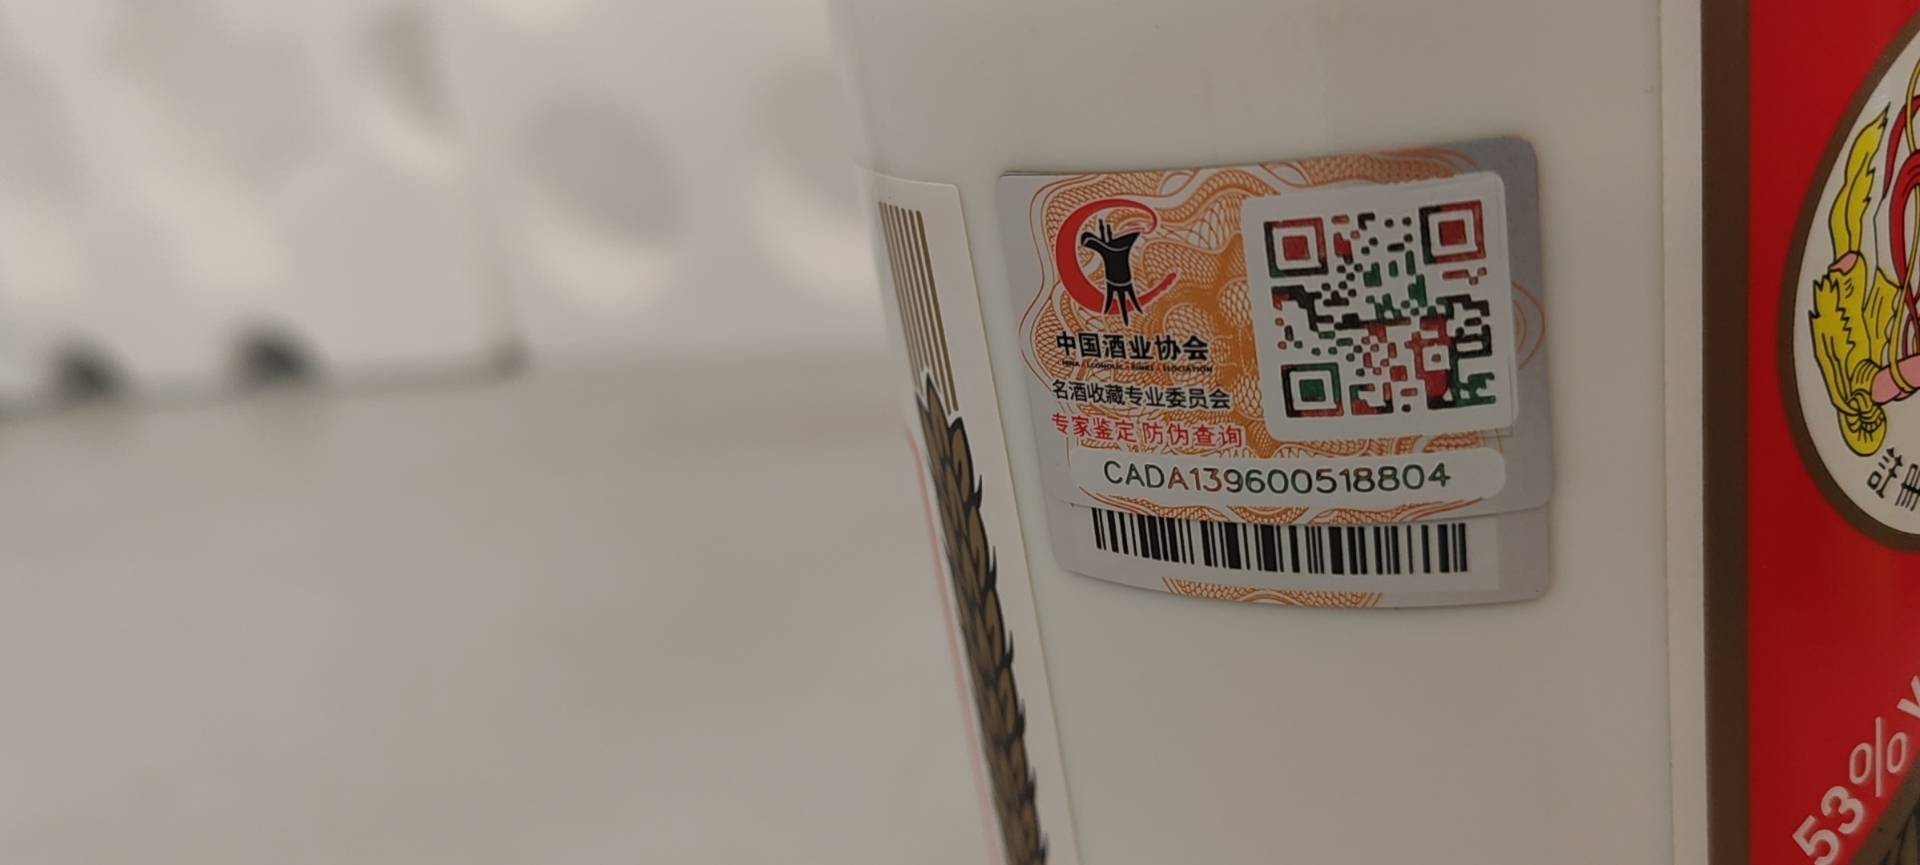 中国酒业协会
名酒收藏专业委员会
专家鉴定 防伪查询
CADA139600518804
53%